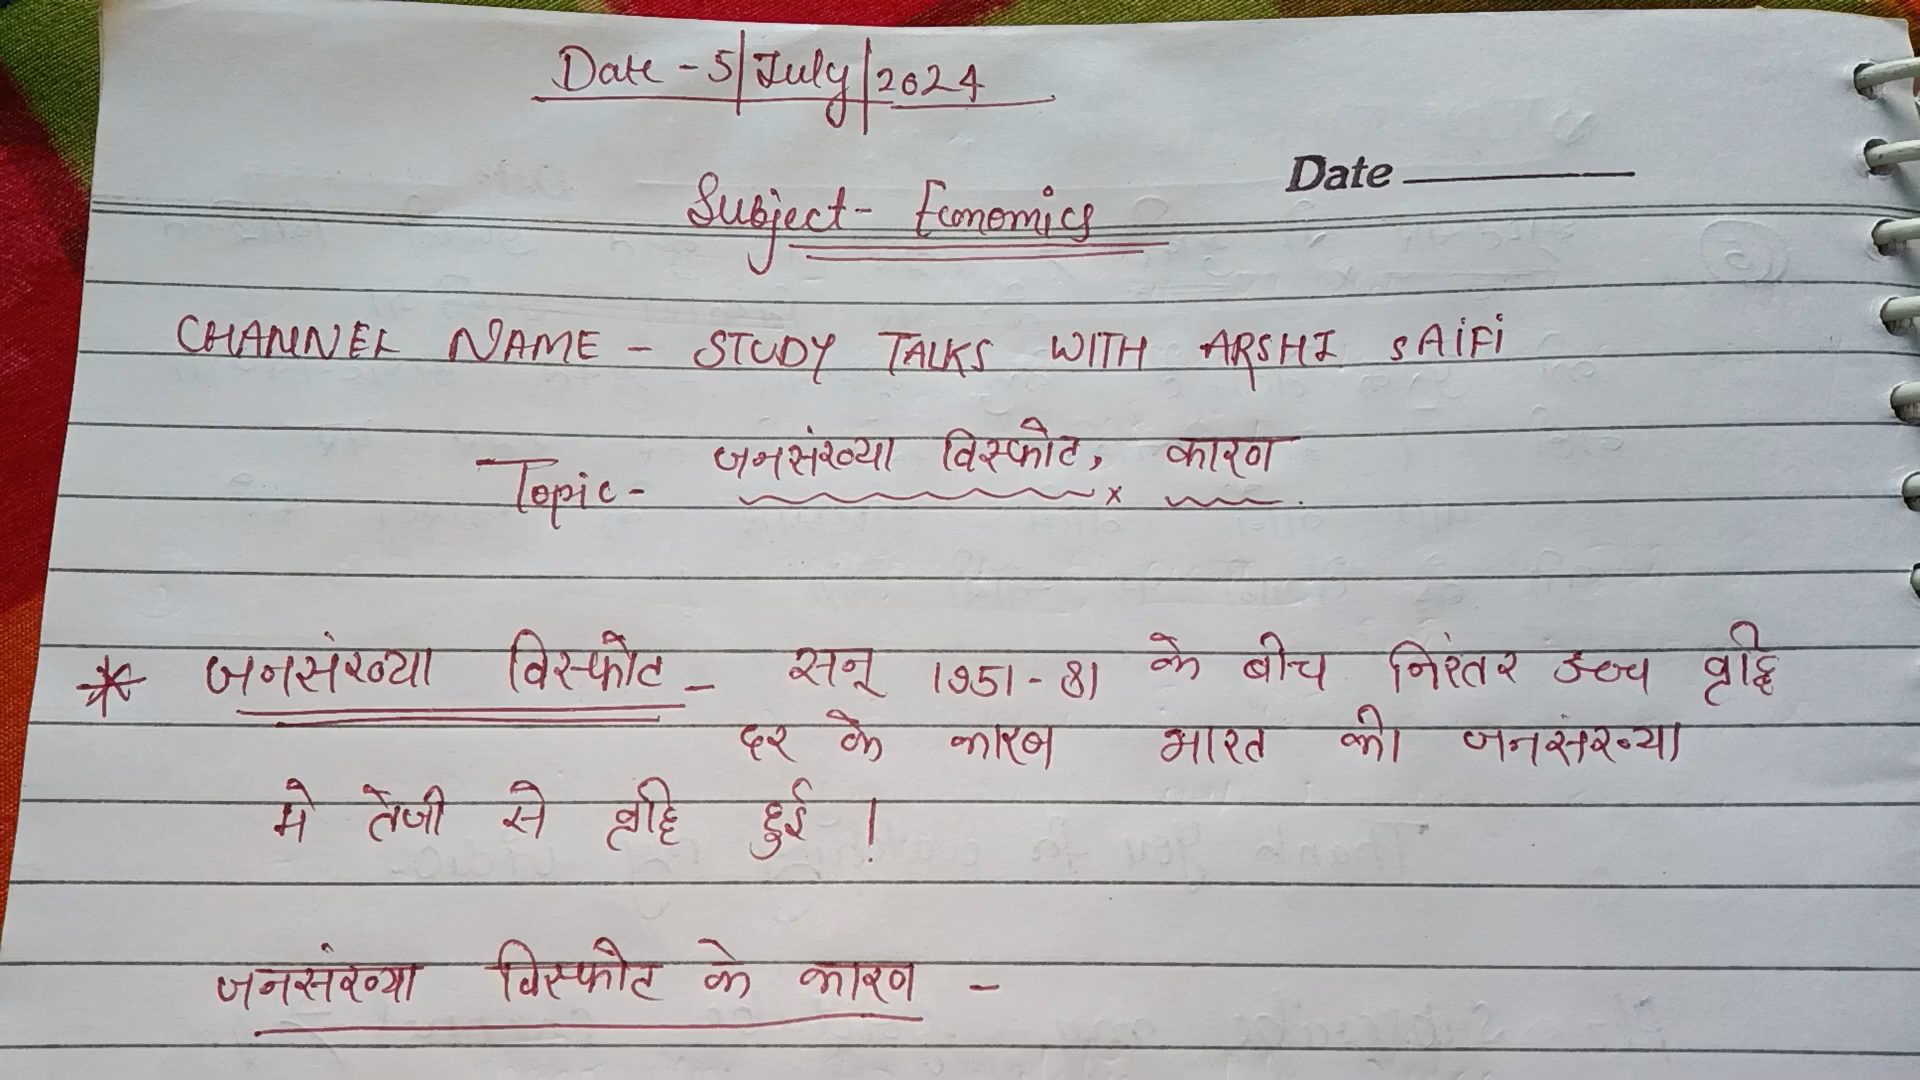 Date - 5/July/2024
Date
Subject- Economics
CHANNEL NAME - STUDY TALKS WITH ARSHI SAIFI
Topic- जनसंख्या विस्फोट, कारण
* जनसंख्या विस्फोट - सन् 1951-81 के बीच निरंतर उच्च वृद्धि
दर के कारण भारत की जनसंख्या
मे तेजी से वृद्धि हुई !
जनसंख्या विस्फोट के कारण -